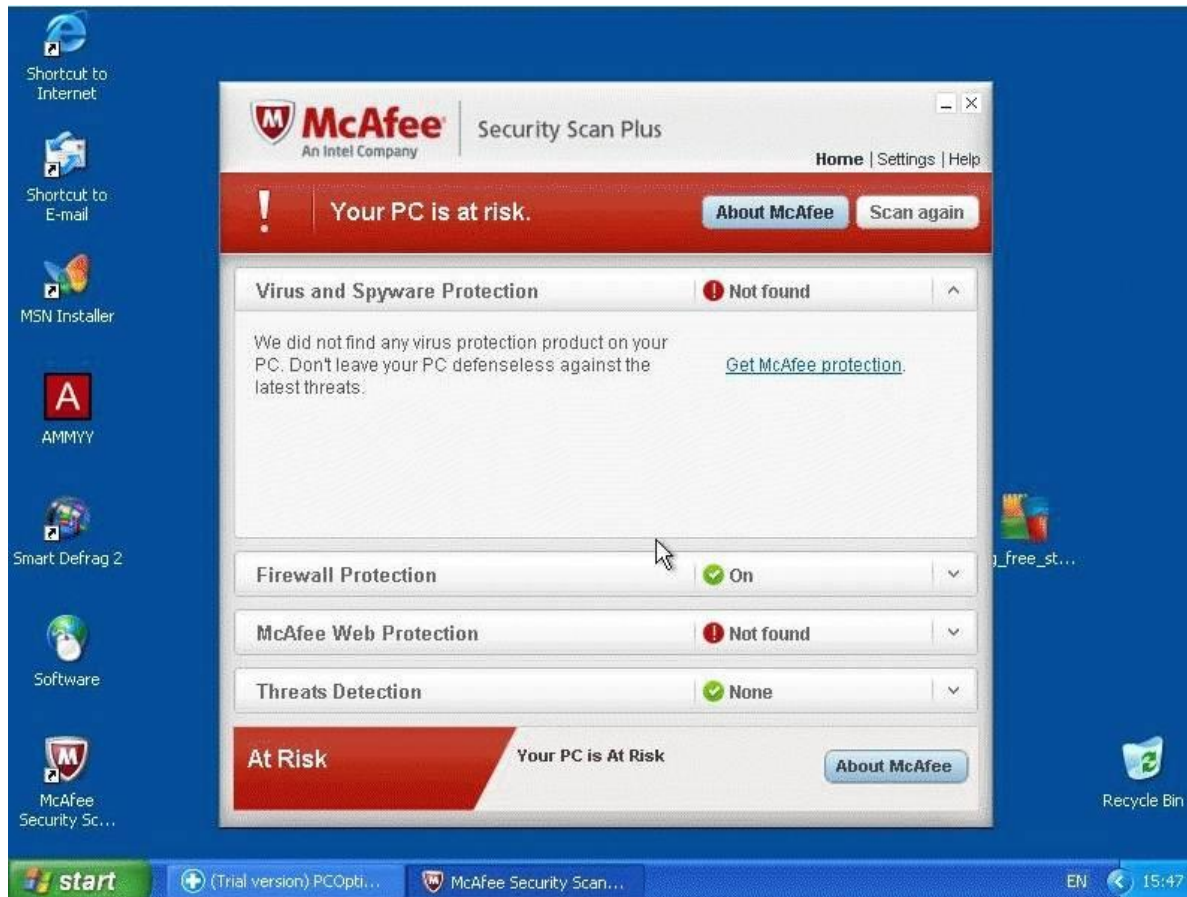 Shortcut to
Internet
Shortcut to
E-mail
MSN Installer
A
AMMYY
Smart Defrag 2
Software
McAfee
Security Sc...
McAfee
An Intel Company
Security Scan Plus
Home | Settings | Help
! Your PC is at risk.
About McAfee
Scan again
Virus and Spyware Protection
Not found
We did not find any virus protection product on your
PC. Don't leave your PC defenseless against the
latest threats.
Get McAfee protection.
Firewall Protection
On
McAfee Web Protection
Not found
Threats Detection
None
At Risk
Your PC is At Risk
About McAfee
g_free_st...
Recycle Bin
start
(Trial version) PCOpti...
McAfee Security Scan...
EN
15:47